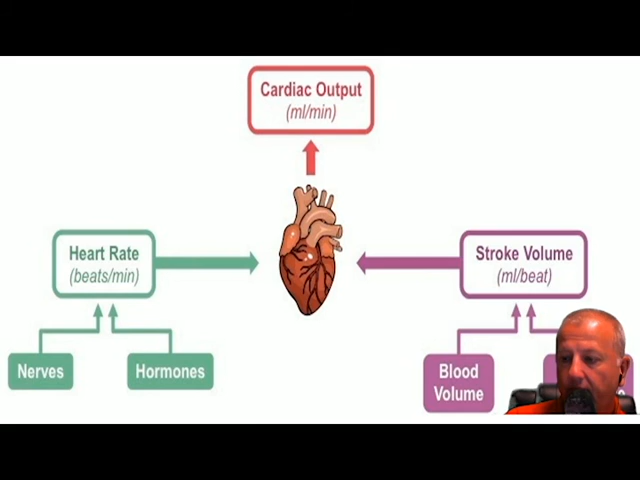 Cardiac Output
(ml/min)
Heart Rate
(beats/min)
Stroke Volume
(ml/beat)
Nerves
Hormones
Blood
Volume